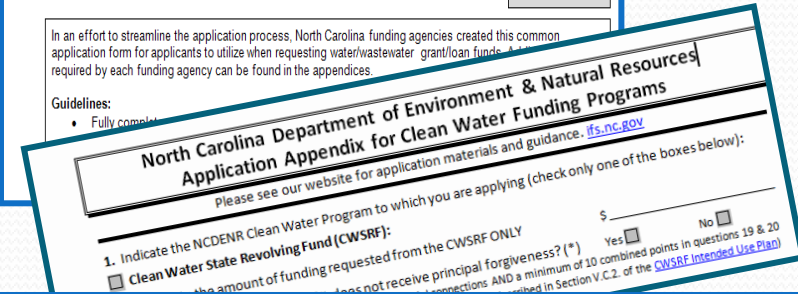 In an effort to streamline the application process, North Carolina funding agencies created this common
application form for applicants to utilize when requesting water/wastewater grant/loan funds.
required by each funding agency can be found in the appendices.
Guidelines:
• Fully
North Carolina Department of Environment & Natural Resources
Application Appendix for Clean Water Funding Programs
Please see our website for application materials and guidance. ifs.nc.gov
1. Indicate the NCDENR Clean Water Program to which you are applying (check only one of the boxes below):
Clean Water State Revolving Fund (CWSRF):
amount of funding requested from the CWSRF ONLY $
does not receive principal forgiveness? (*) Yes No
connections AND a minimum of 10 combined points in questions 19 & 20
in Section V.C.2. of the CWSRF Intended Use Plan)